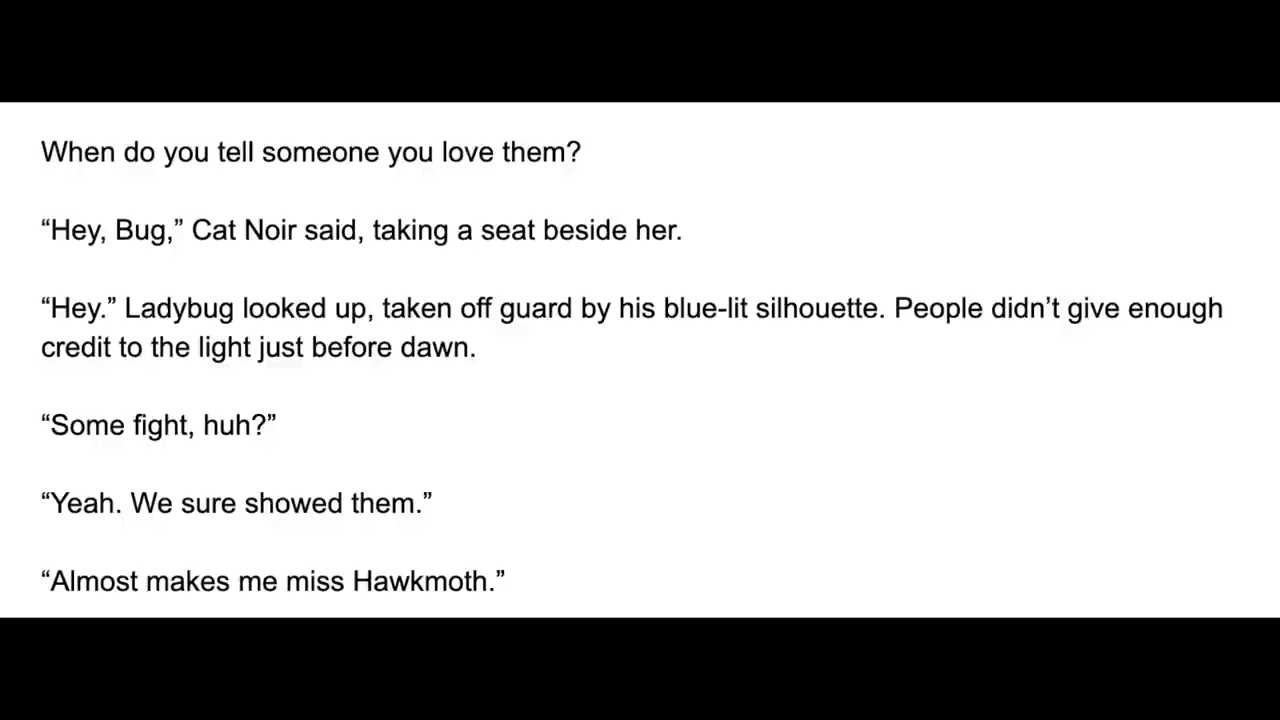 When do you tell someone you love them?
“Hey, Bug,” Cat Noir said, taking a seat beside her.
“Hey.” Ladybug looked up, taken off guard by his blue-lit silhouette. People didn’t give enough
credit to the light just before dawn.
“Some fight, huh?”
“Yeah. We sure showed them.”
“Almost makes me miss Hawkmoth.”